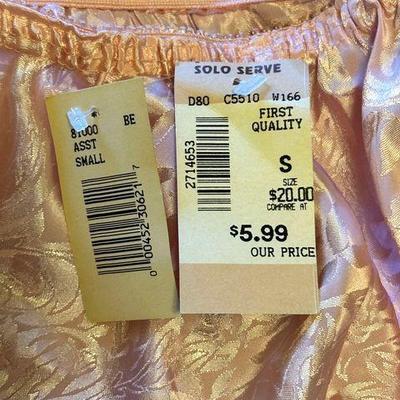 81000 BE
ASST
SMALL
0 00452 30621 7
SOLO SERVE
D80 C5510 W166
FIRST
QUALITY
2714653
S
SIZE
$20.00
COMPARE AT
$5.99
OUR PRICE